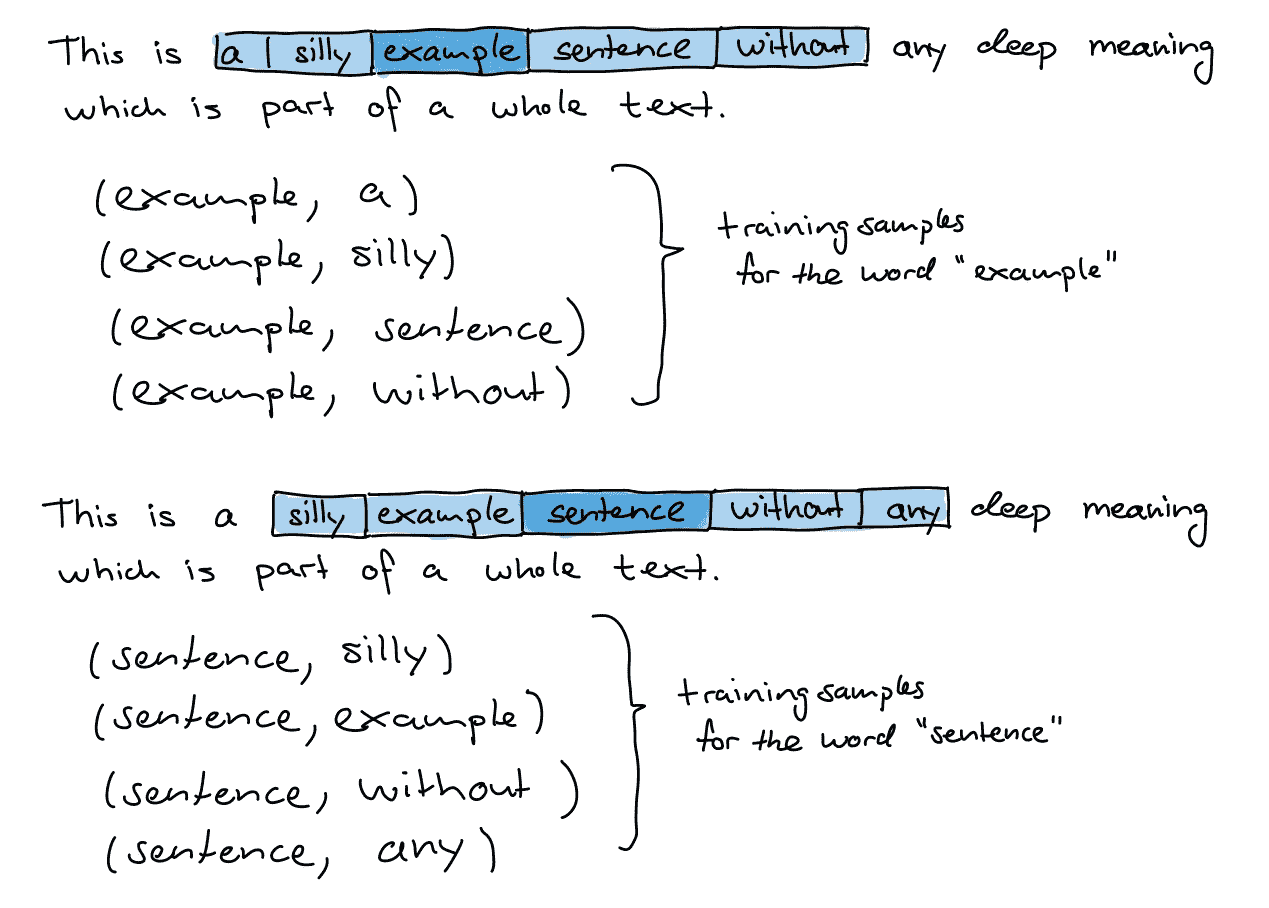 This is a silly example sentence without any deep meaning
which is part of a whole text.
(example, a)
(example, silly)
(example, sentence)
(example, without)
training samples
for the word "example"
This is a silly example sentence without any deep meaning
which is part of a whole text.
(sentence, silly)
(sentence, example)
(sentence, without)
(sentence, any)
training samples
for the word "sentence"